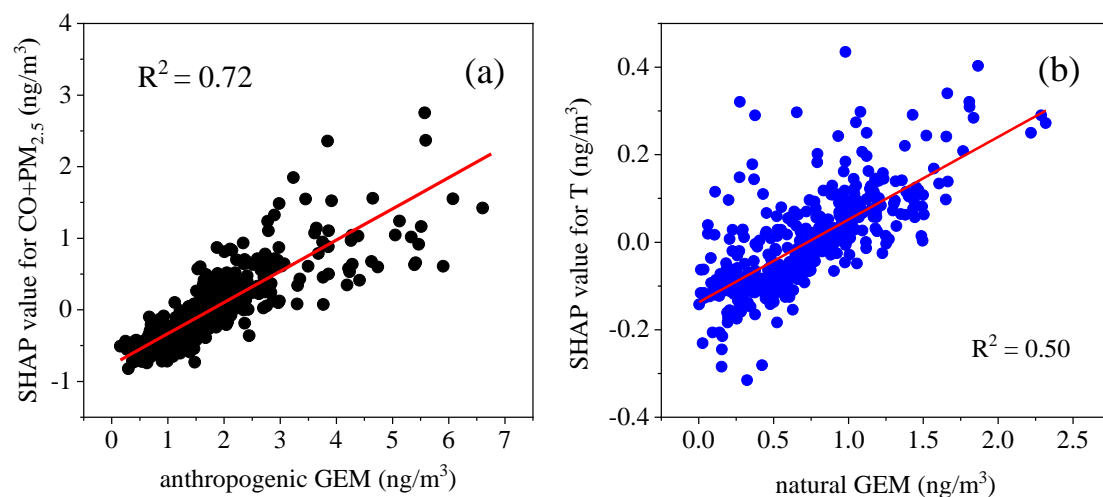 SHAP value for CO+PM2.5 (ng/m³)
4
3
2
1
0
-1
R² = 0.72
(a)
0 1 2 3 4 5 6 7
anthropogenic GEM (ng/m³)
SHAP value for T (ng/m³)
0.4
0.2
0.0
-0.2
-0.4
(b)
R² = 0.50
0.0 0.5 1.0 1.5 2.0 2.5
natural GEM (ng/m³)